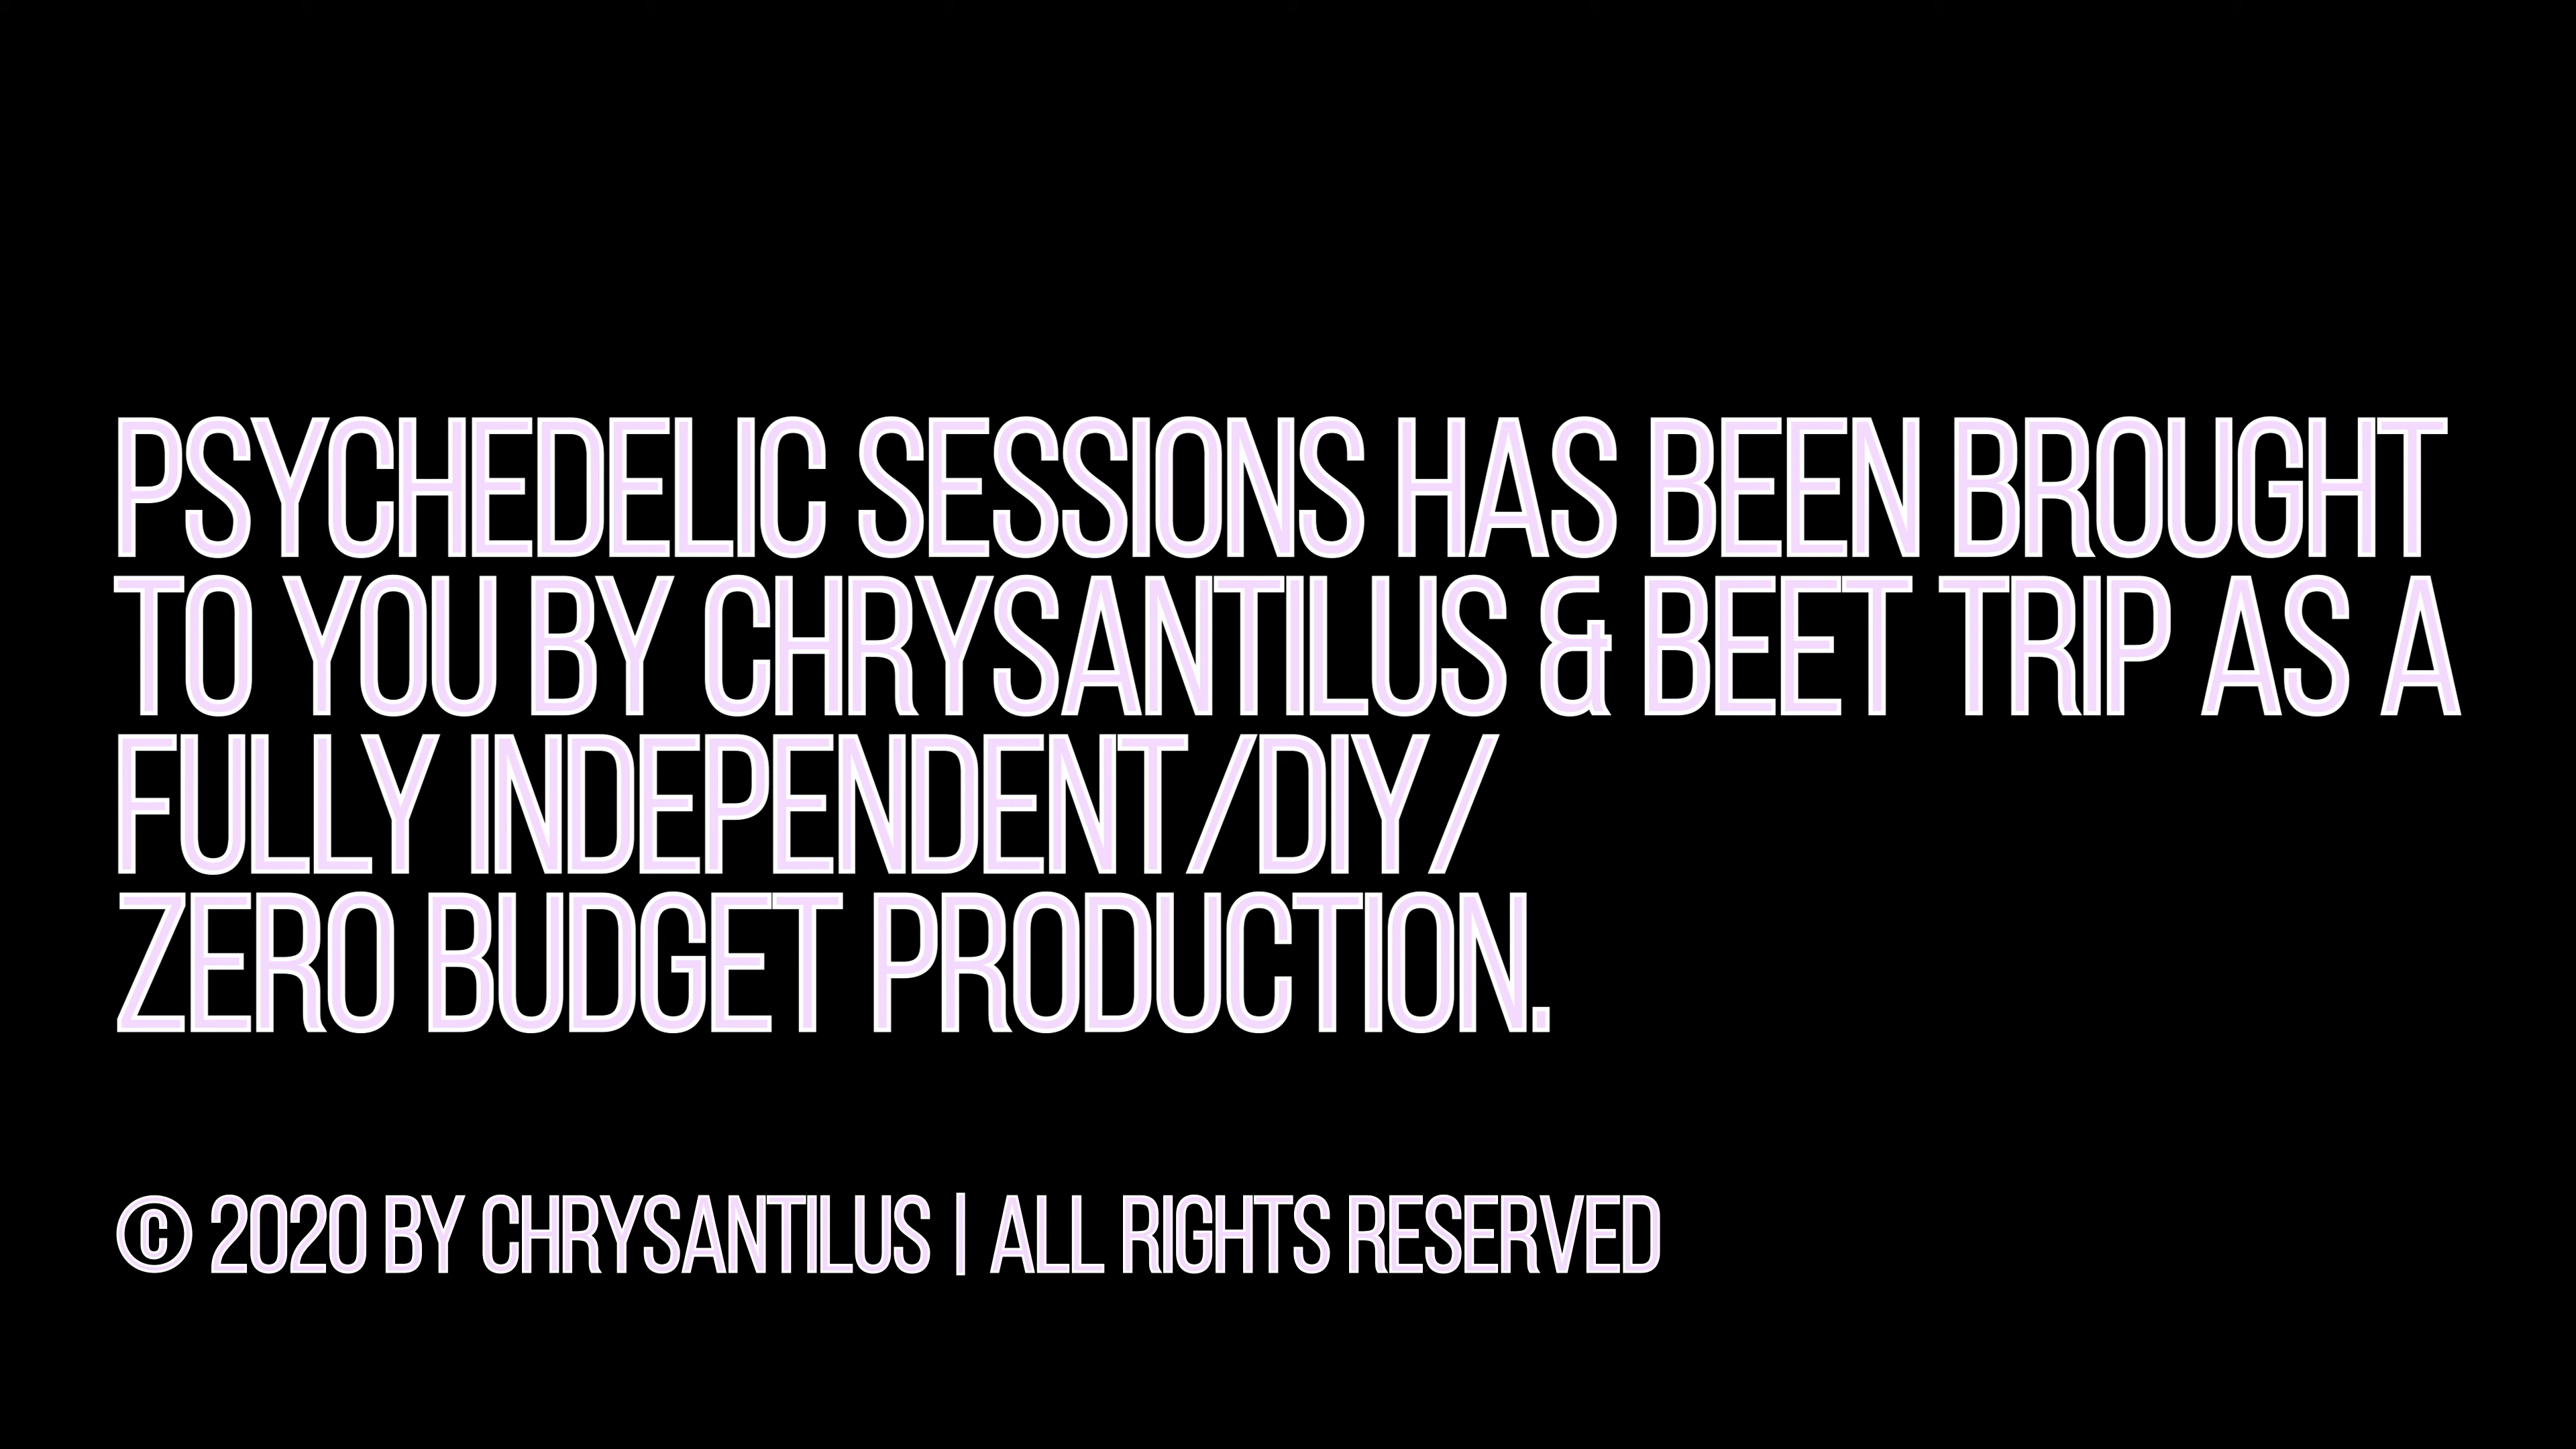 PSYCHEDELIC SESSIONS HAS BEEN BROUGHT
TO YOU BY CHRYSANTILUS & BEET TRIP AS A
FULLY INDEPENDENT/DIY/
ZERO BUDGET PRODUCTION.
© 2020 BY CHRYSANTILUS | ALL RIGHTS RESERVED